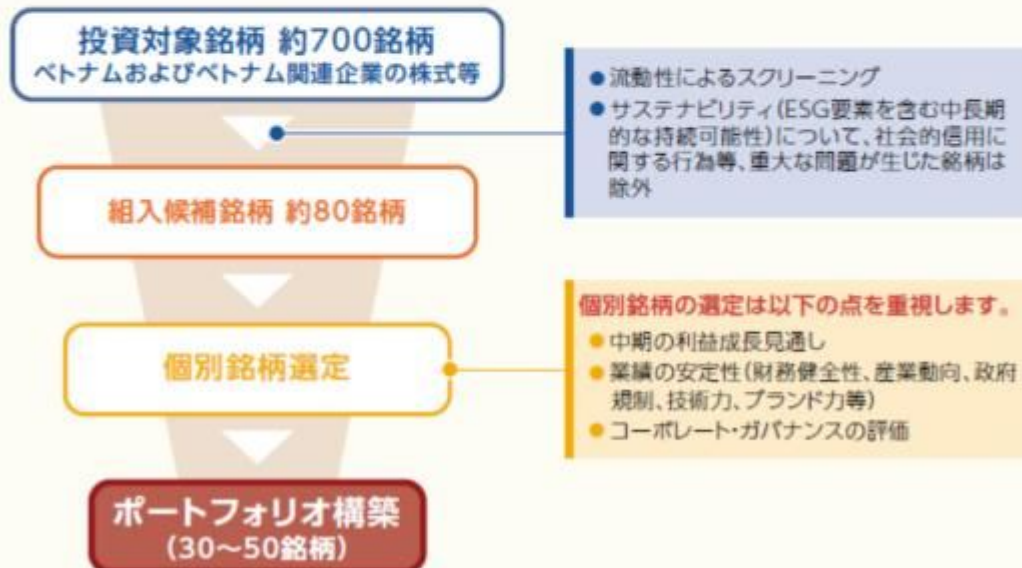 投資対象銘柄 約700銘柄
ベトナムおよびベトナム関連企業の株式等
●流動性によるスクリーニング
●サステナビリティ(ESG要素を含む中長期
的な持続可能性)について、社会的信用に
関する行為等、重大な問題が生じた銘柄は
除外
組入候補銘柄 約80銘柄
個別銘柄選定
個別銘柄の選定は以下の点を重視します。
●中期の利益成長見通し
●業績の安定性(財務健全性、産業動向、政府
規制、技術力、ブランド力等)
●コーポレート・ガバナンスの評価
ポートフォリオ構築
(30〜50銘柄)